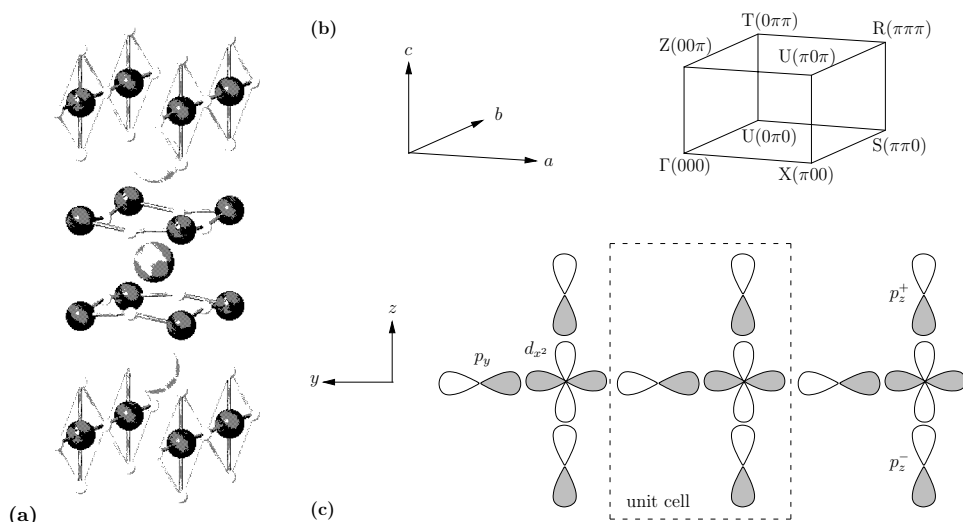 (a)
(b)
c
b
a
T(0ππ)
R(πππ)
Z(00π)
U(π0π)
U(0π0)
S(ππ0)
Γ(000)
X(π00)
z
y
p_y
d_{x^2}
p_z^+
p_z^-
unit cell
(c)